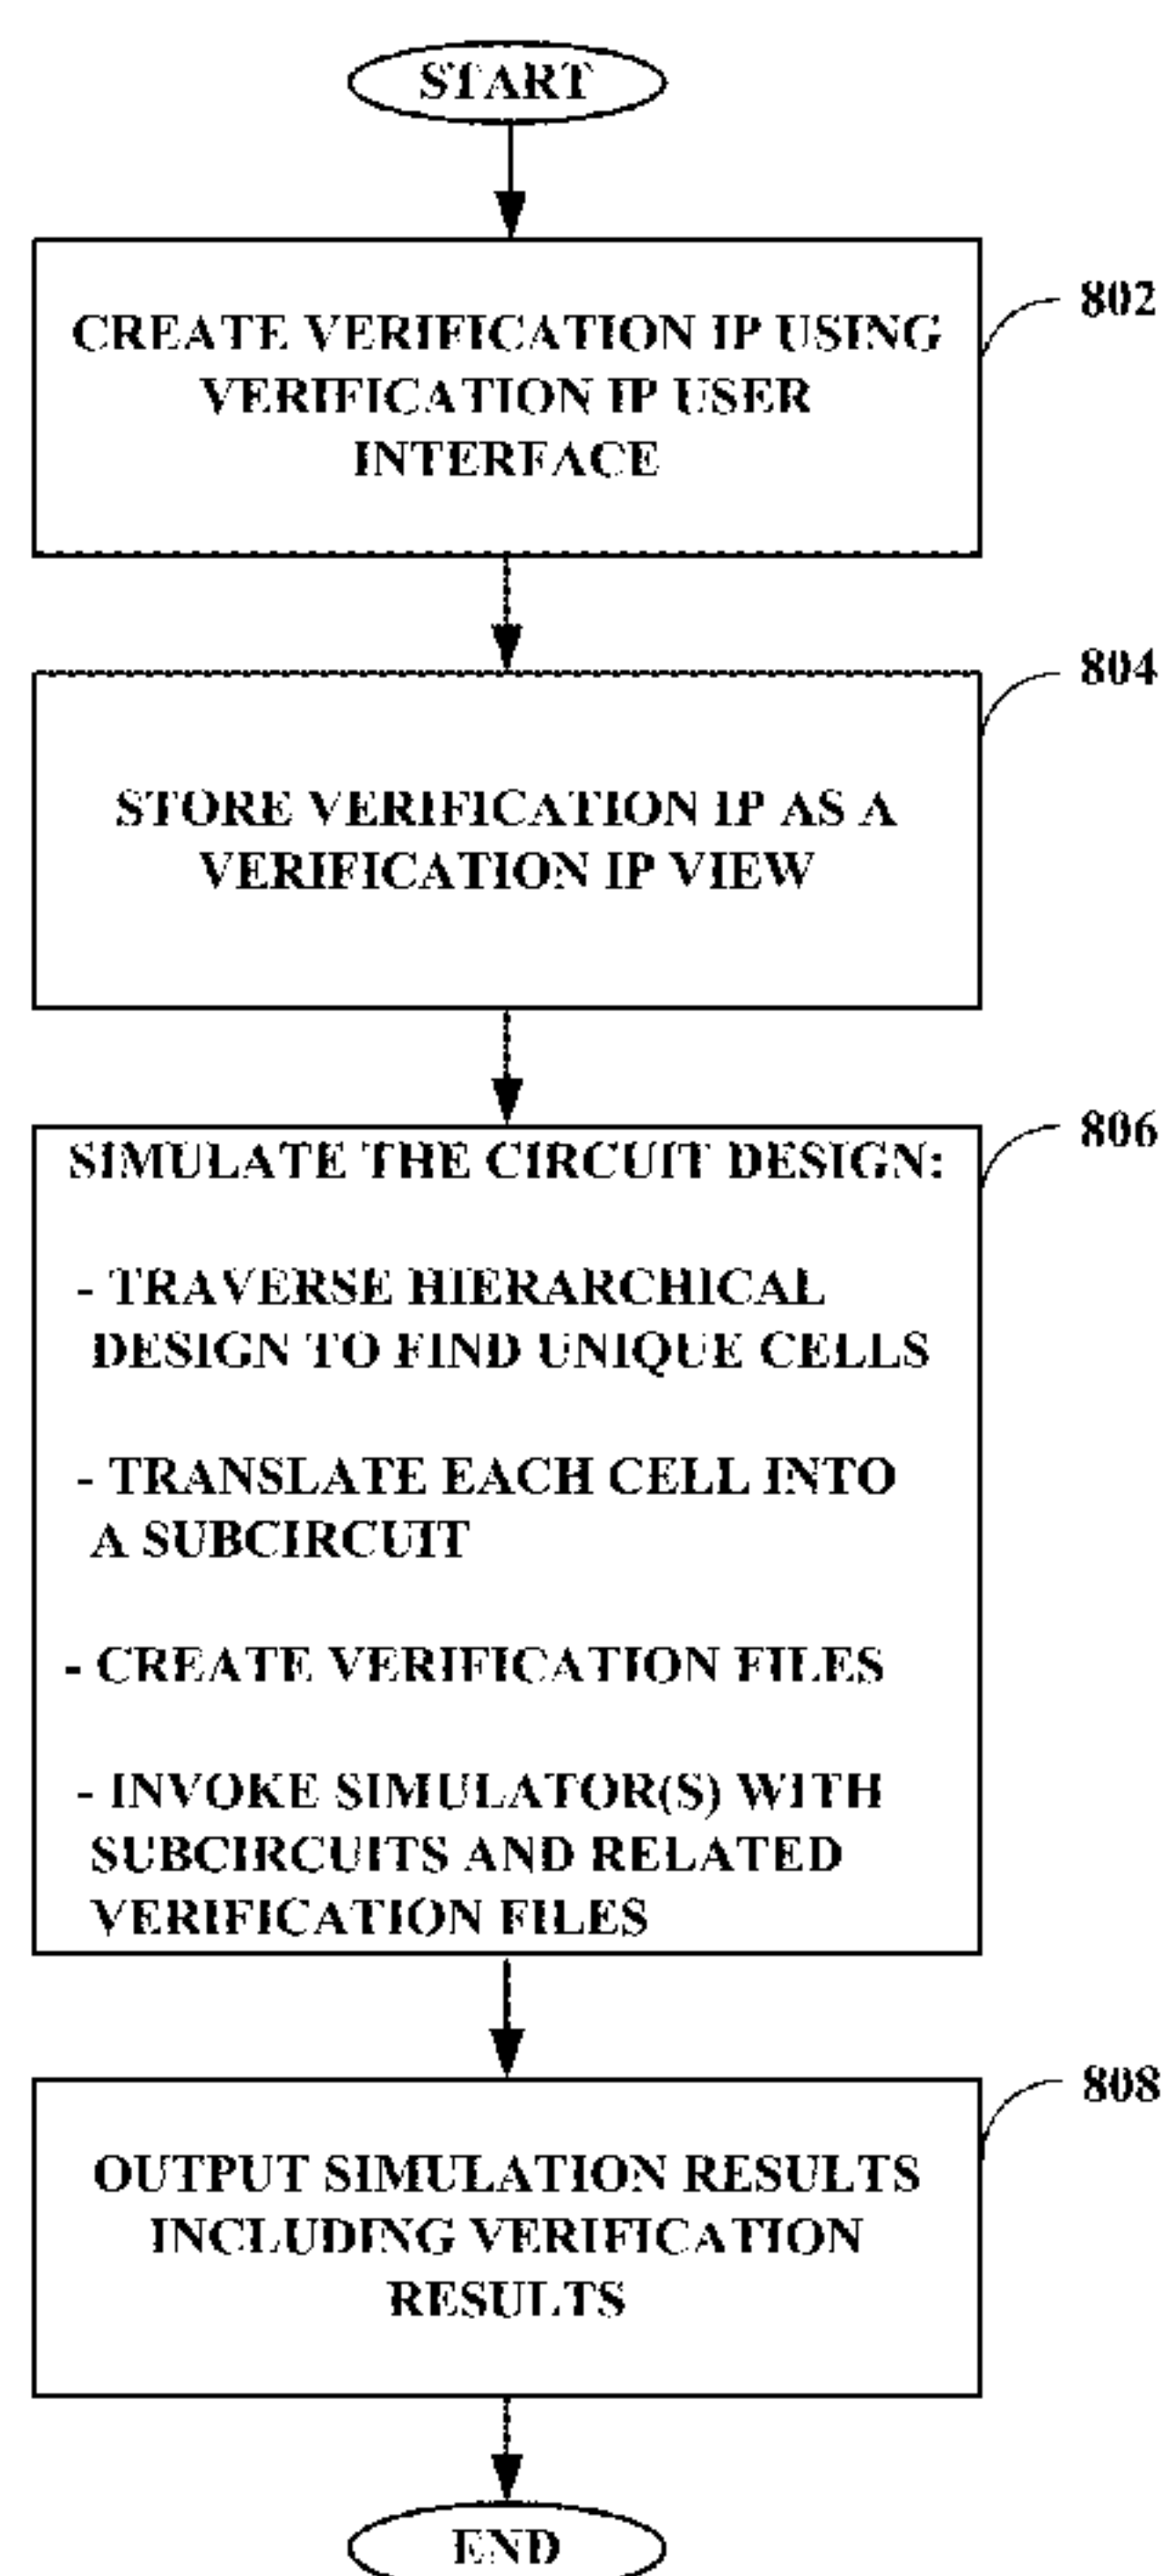 START
CREATE VERIFICATION IP USING
VERIFICATION IP USER
INTERFACE
802
STORE VERIFICATION IP AS A
VERIFICATION IP VIEW
804
SIMULATE THE CIRCUIT DESIGN:
- TRAVERSE HIERARCHICAL
DESIGN TO FIND UNIQUE CELLS
- TRANSLATE EACH CELL INTO
A SUBCIRCUIT
- CREATE VERIFICATION FILES
- INVOKE SIMULATOR(S) WITH
SUBCIRCUITS AND RELATED
VERIFICATION FILES
806
OUTPUT SIMULATION RESULTS
INCLUDING VERIFICATION
RESULTS
808
END